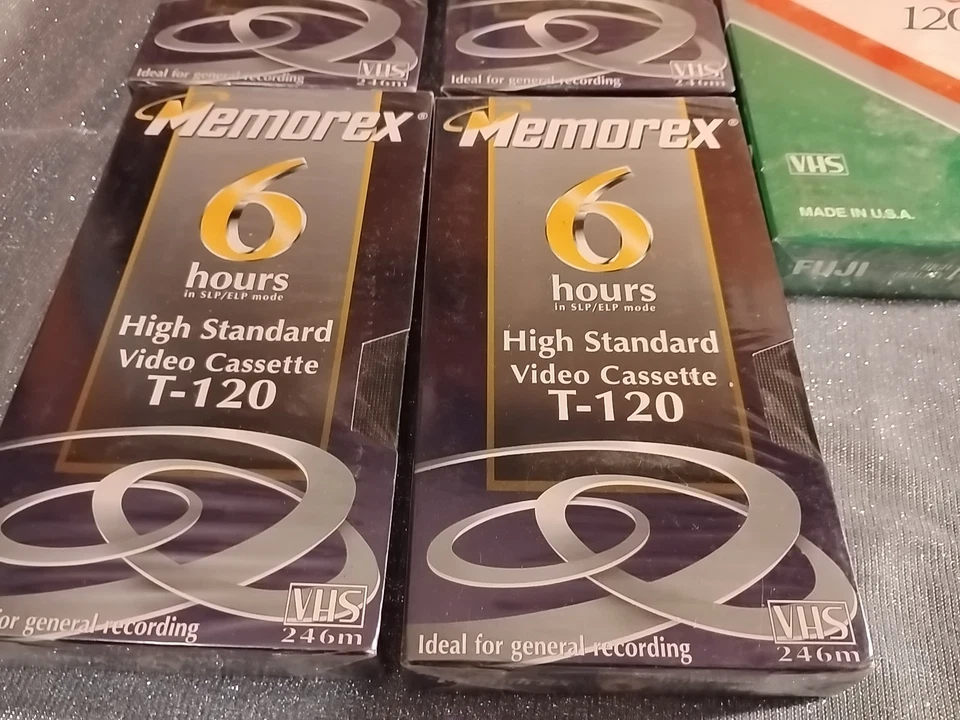 Ideal for general recording
VHS
246m
Ideal for general recording
VHS
246m
120
VHS
MADE IN U.S.A.
FUJI
Memorex®
6
hours
in SLP/ELP mode
High Standard
Video Cassette
T-120
or general recording
VHS
246m
Memorex®
6
hours
in SLP/ELP mode
High Standard
Video Cassette
T-120
Ideal for general recording
VHS
246m